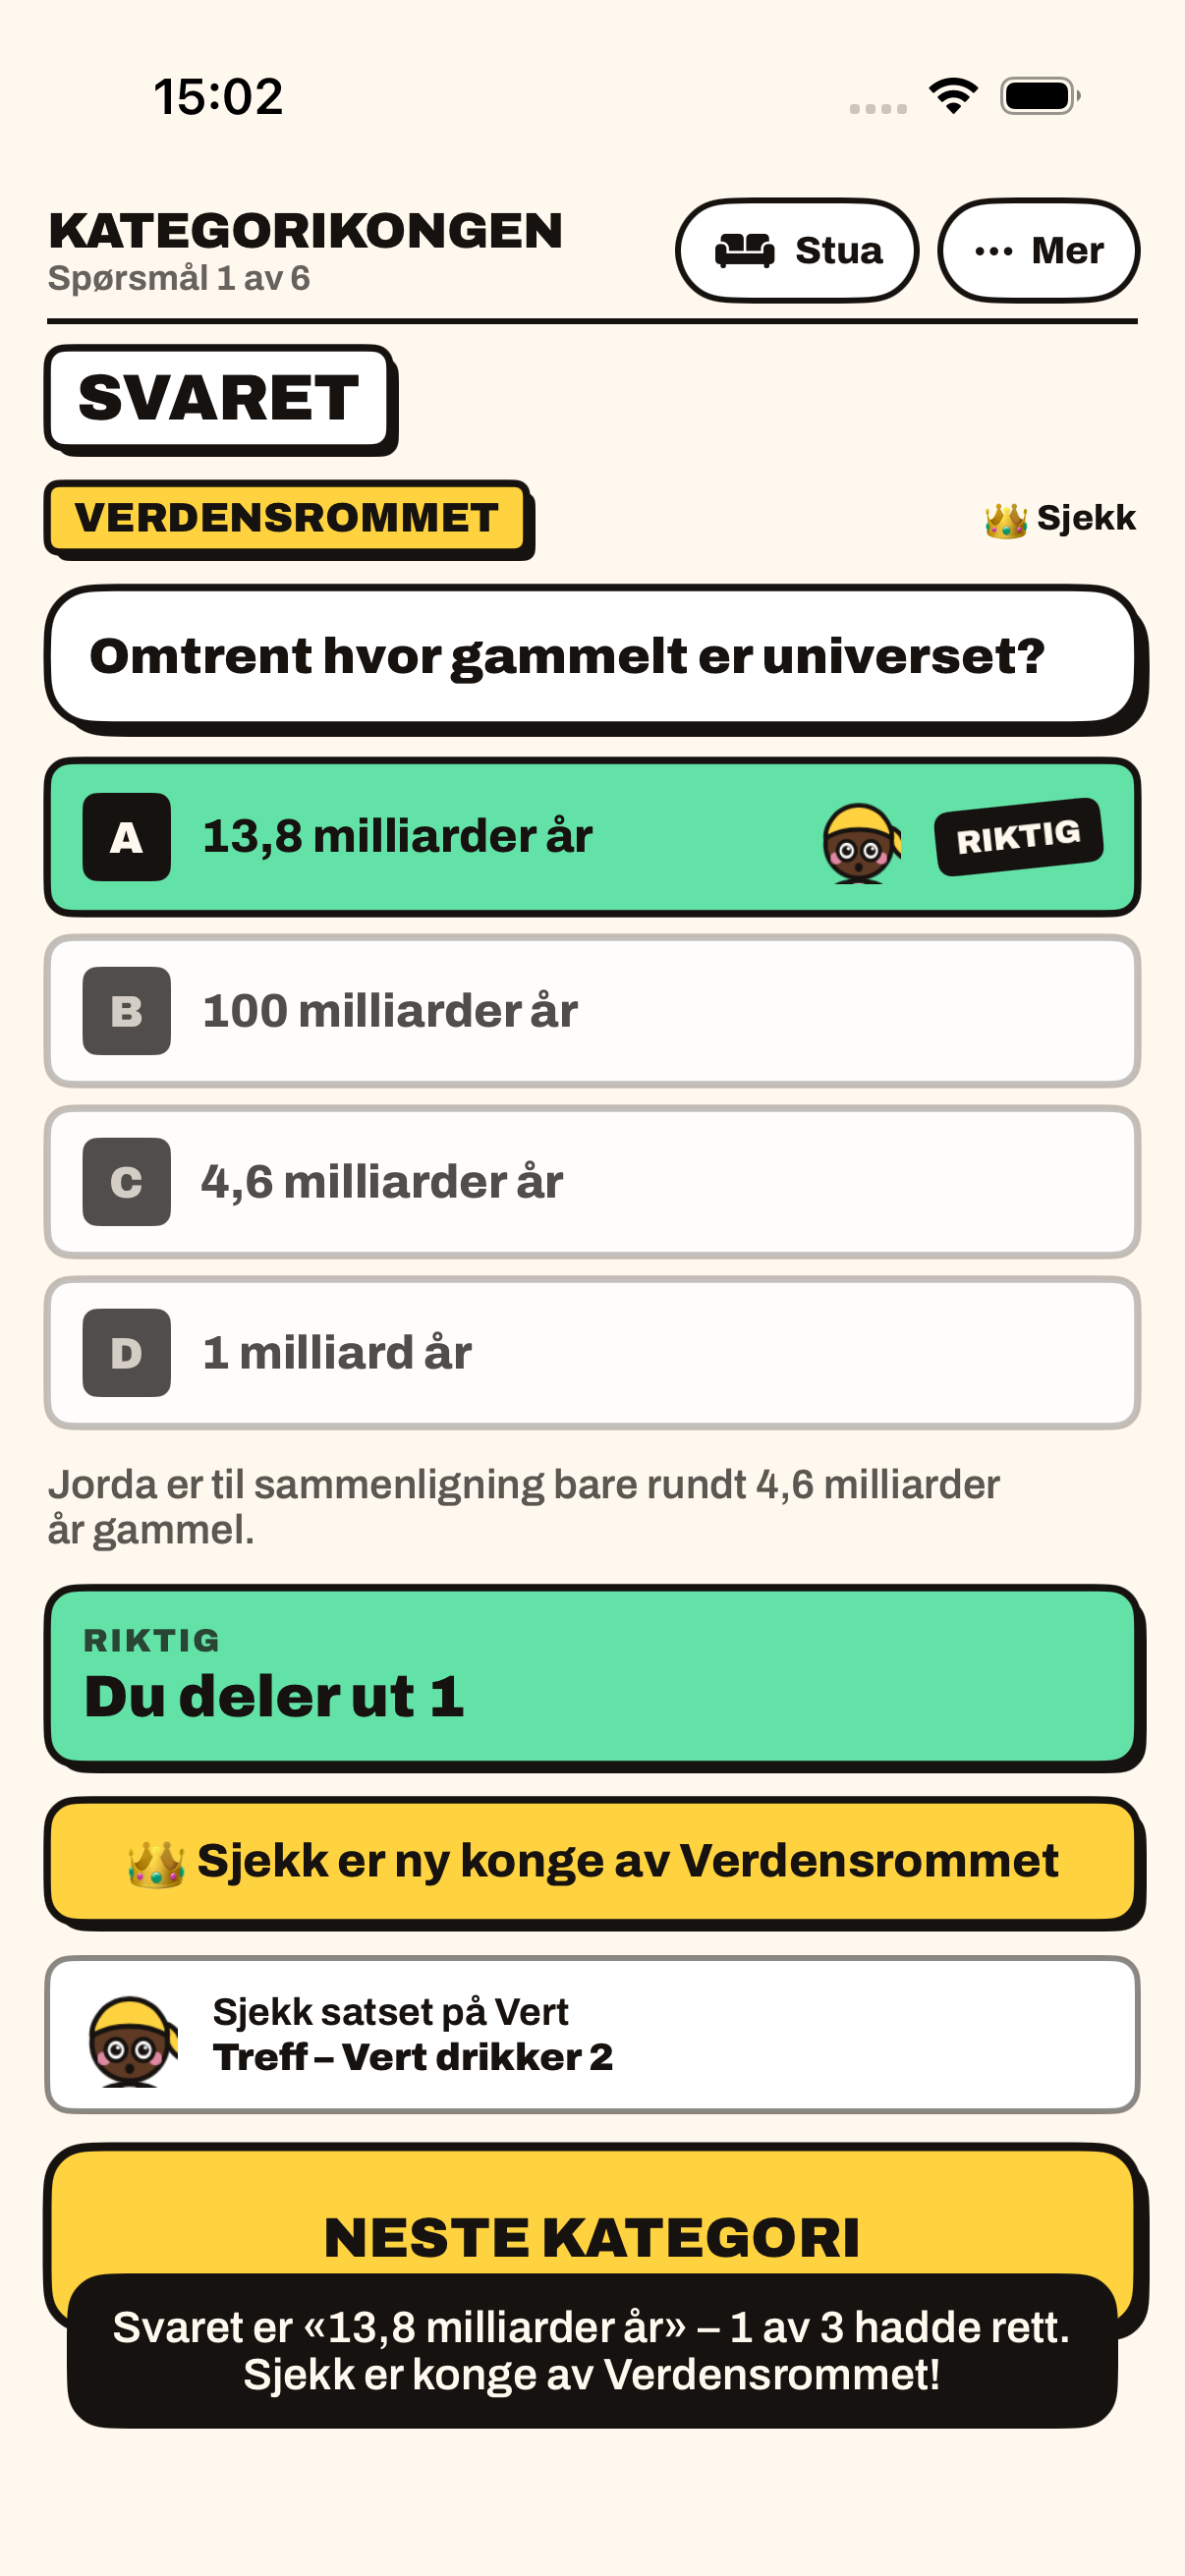 15:02
KATEGORIKONGEN
Spørsmål 1 av 6
Stua
Mer
SVARET
VERDENSROMMET
👑 Sjekk
Omtrent hvor gammelt er universet?
A 13,8 milliarder år RIKTIG
B 100 milliarder år
C 4,6 milliarder år
D 1 milliard år
Jorda er til sammenligning bare rundt 4,6 milliarder
år gammel.
RIKTIG
Du deler ut 1
👑 Sjekk er ny konge av Verdensrommet
Sjekk satset på Vert
Treff – Vert drikker 2
NESTE KATEGORI
Svaret er «13,8 milliarder år» – 1 av 3 hadde rett.
Sjekk er konge av Verdensrommet!